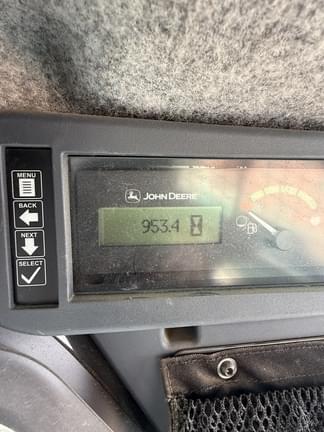 MENU
BACK
NEXT
SELECT
JOHN DEERE
953.4